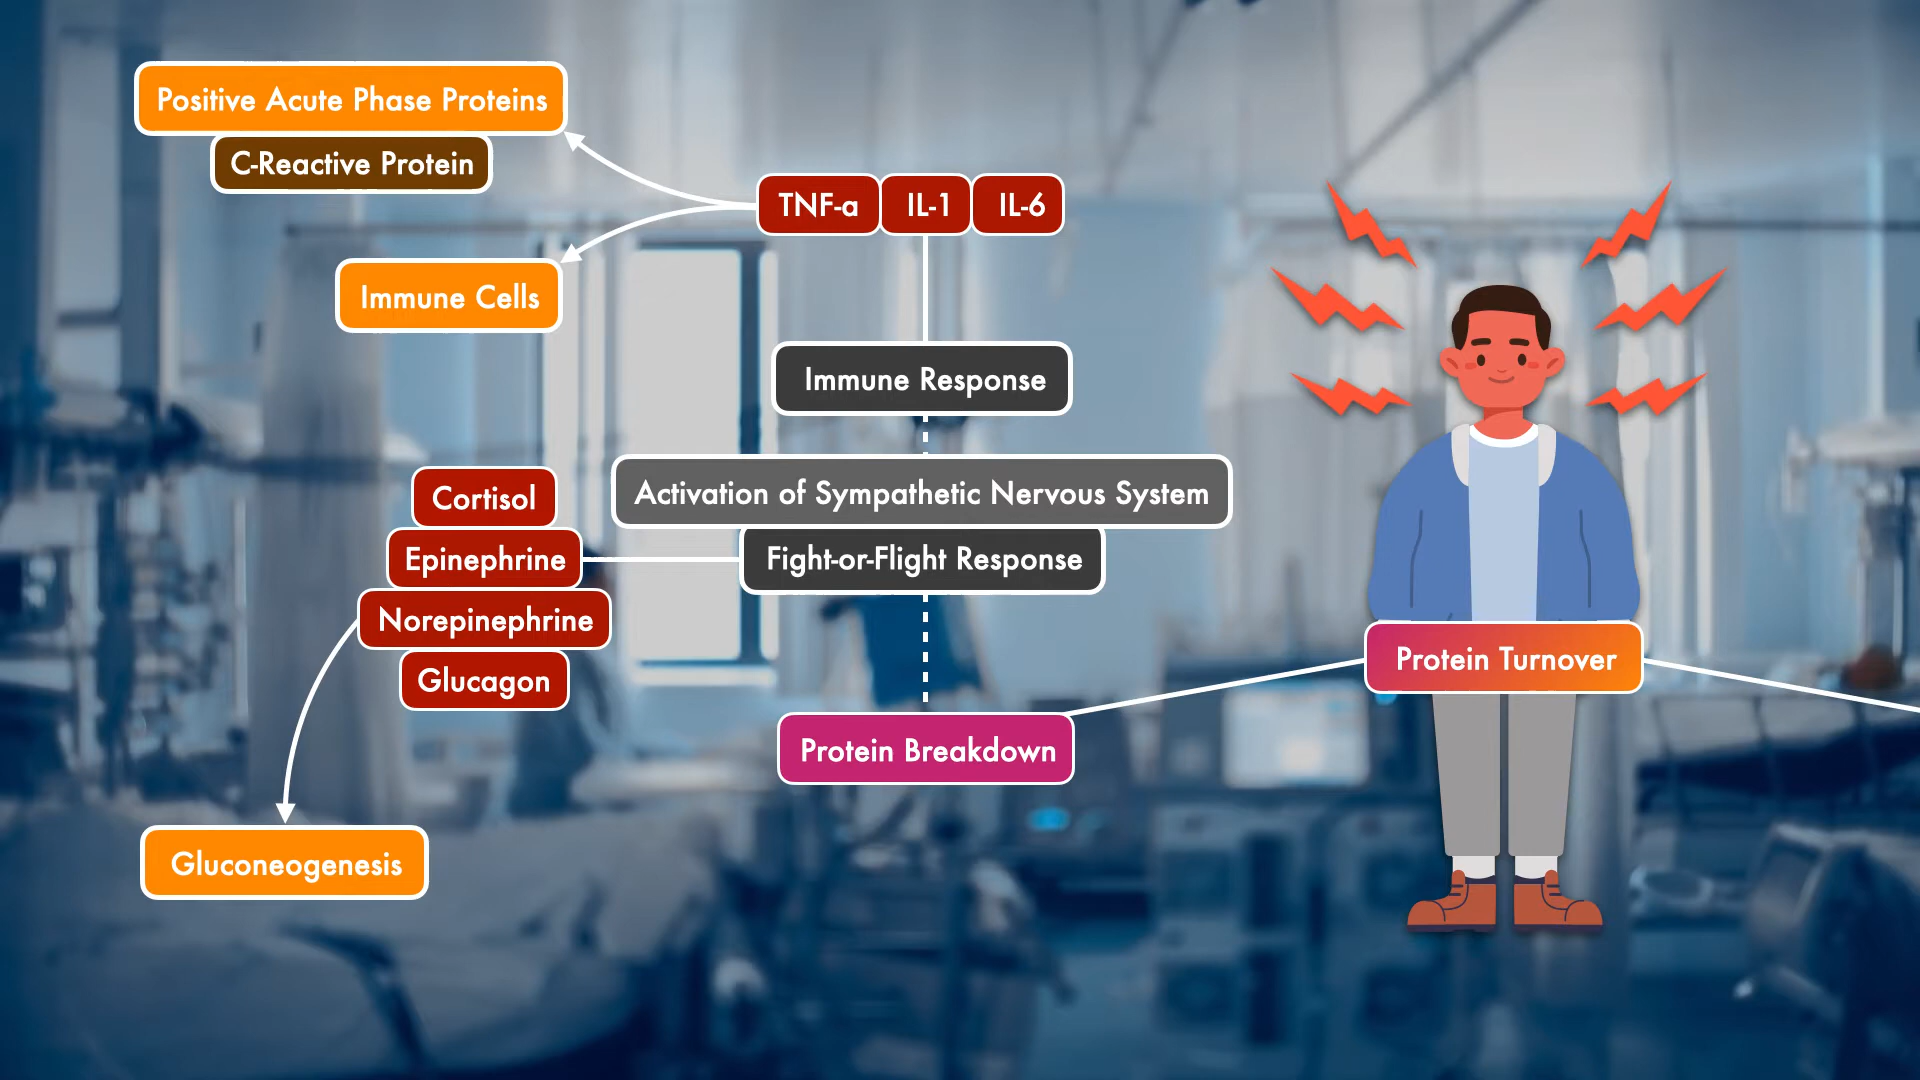 Positive Acute Phase Proteins
C-Reactive Protein
TNF-a IL-1 IL-6
Immune Cells
Immune Response
Activation of Sympathetic Nervous System
Cortisol
Epinephrine
Fight-or-Flight Response
Norepinephrine
Glucagon
Protein Turnover
Protein Breakdown
Gluconeogenesis